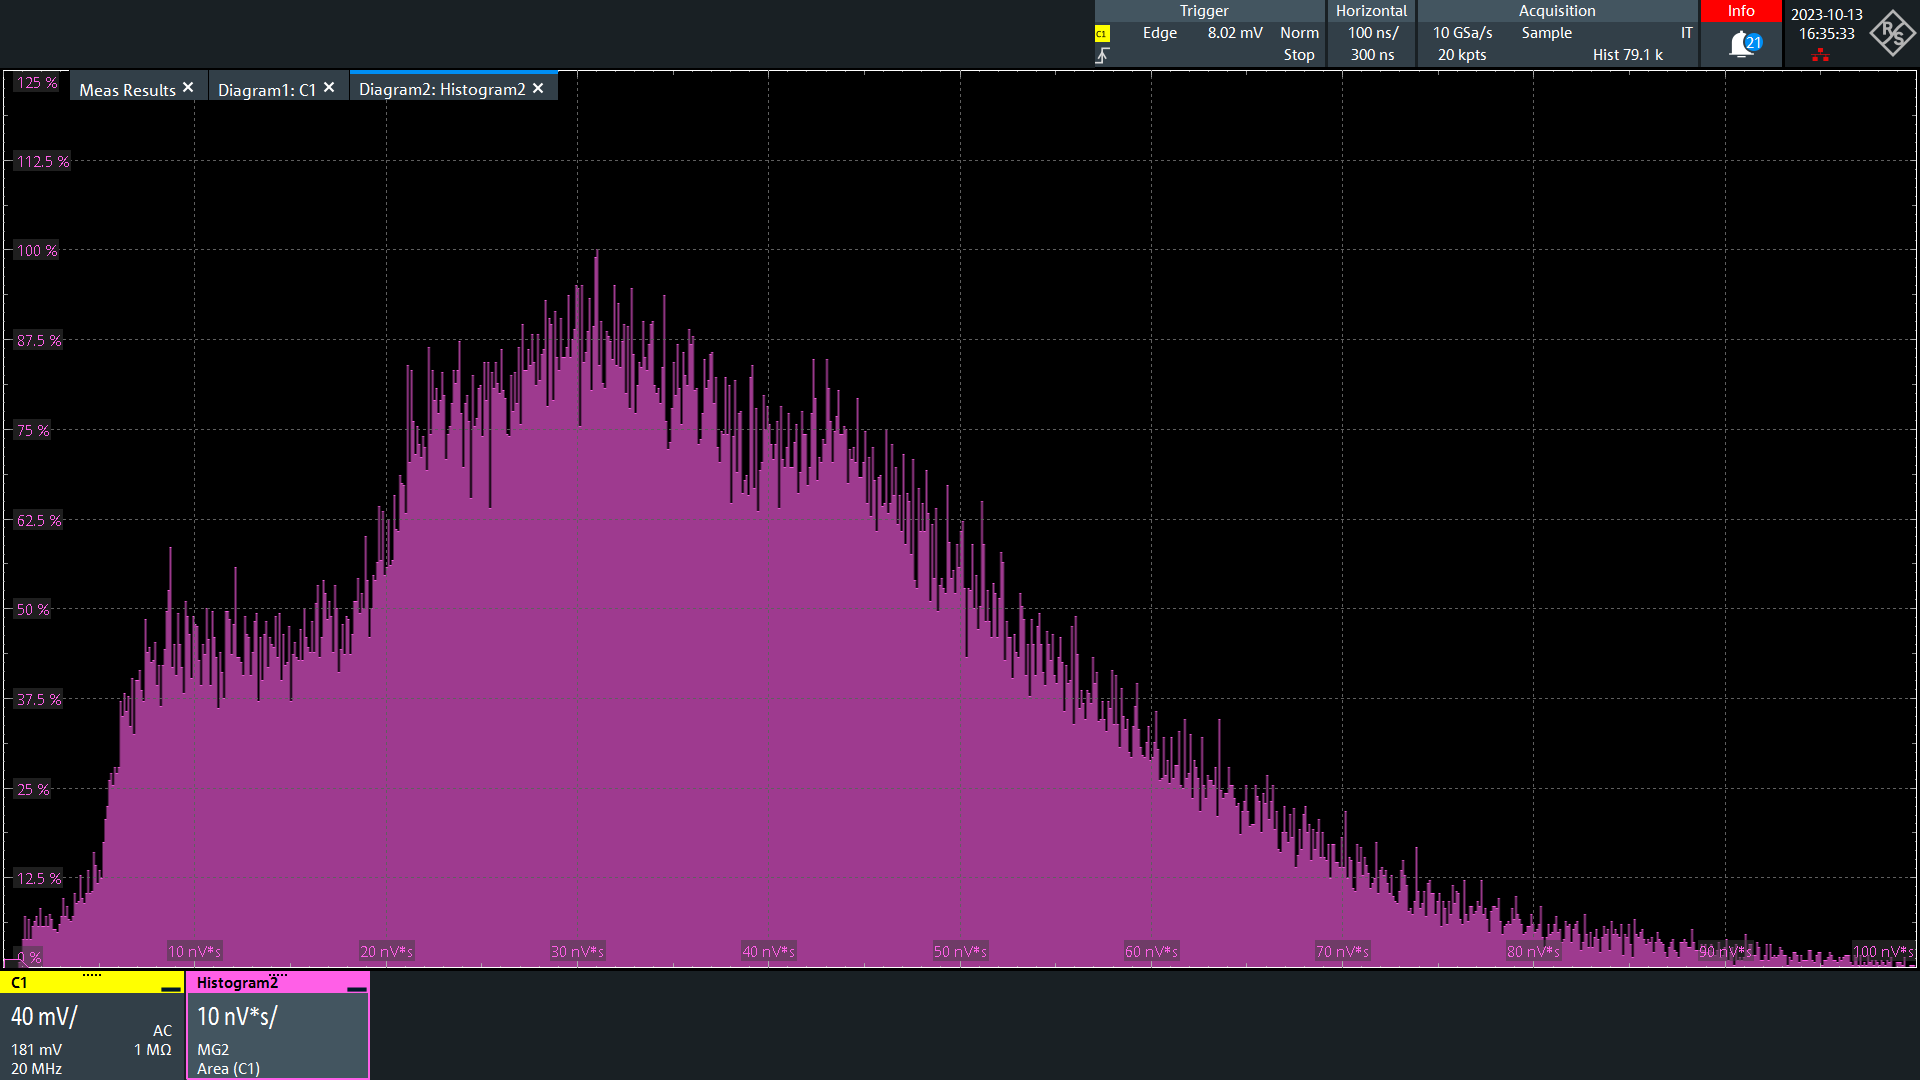 Trigger
C1 Edge 8.02 mV Norm
Stop
Horizontal
100 ns/
300 ns
Acquisition
10 GSa/s Sample IT
20 kpts Hist 79.1 k
Info
21
2023-10-13
16:35:33
R S
Meas Results ✕
Diagram1: C1 ✕
Diagram2: Histogram2 ✕
125 %
112.5 %
100 %
87.5 %
75 %
62.5 %
50 %
37.5 %
25 %
12.5 %
0 %
10 nV*s 20 nV*s 30 nV*s 40 nV*s 50 nV*s 60 nV*s 70 nV*s 80 nV*s 90 nV*s 100 nV*s
C1
40 mV/
AC
181 mV 1 MΩ
20 MHz
Histogram2
10 nV*s/
MG2
Area (C1)